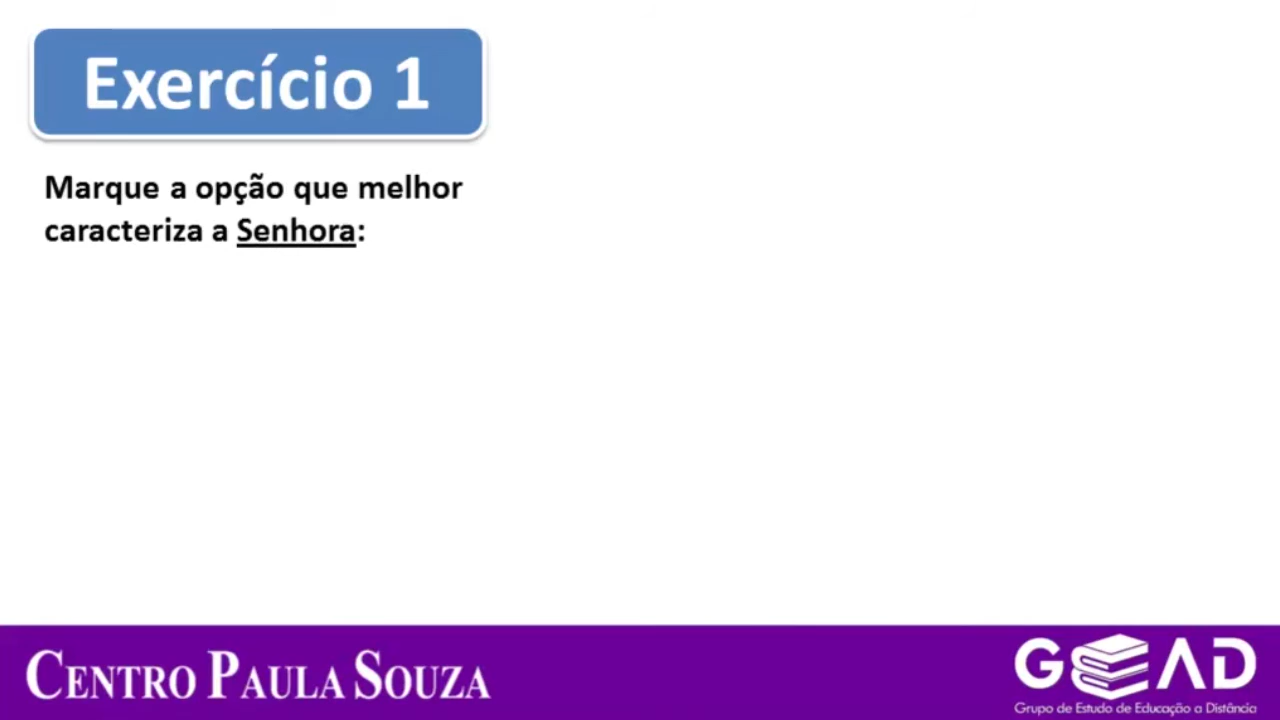 Exercício 1
Marque a opção que melhor
caracteriza a Senhora:
CENTRO PAULA SOUZA
GEAD
Grupo de Estudo de Educação a Distância